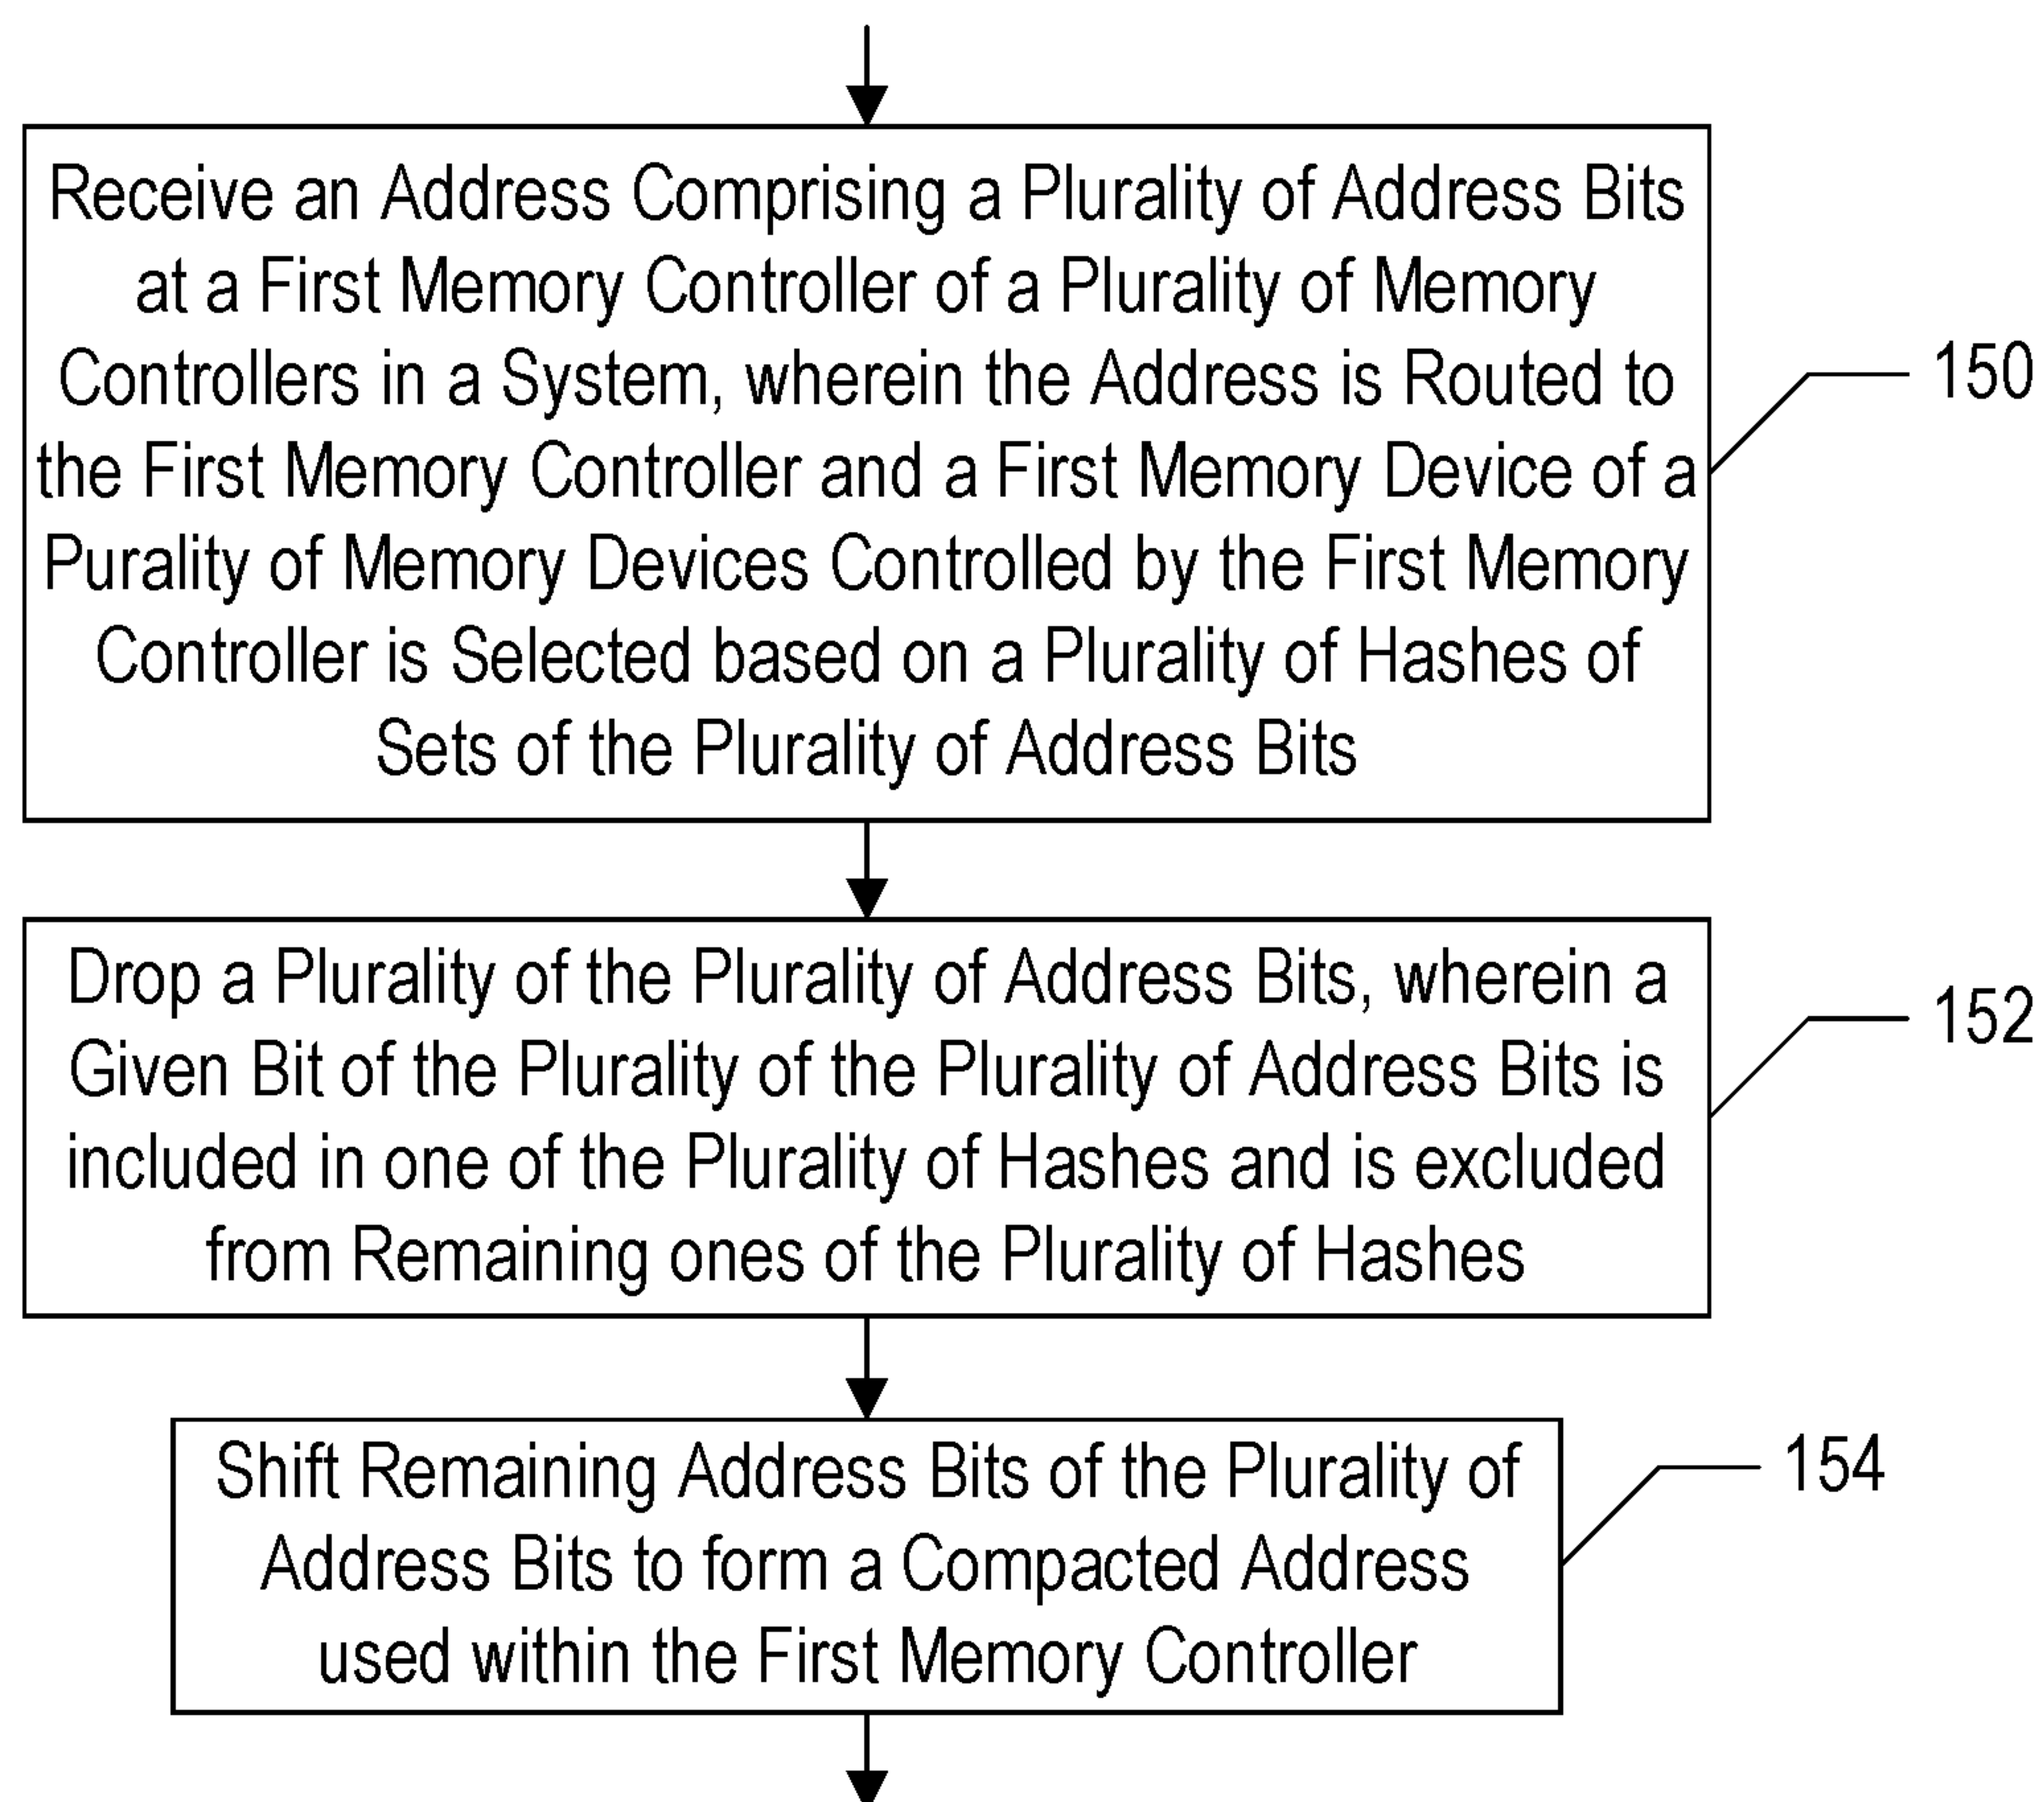 Receive an Address Comprising a Plurality of Address Bits
at a First Memory Controller of a Plurality of Memory
Controllers in a System, wherein the Address is Routed to
the First Memory Controller and a First Memory Device of a
Purality of Memory Devices Controlled by the First Memory
Controller is Selected based on a Plurality of Hashes of
Sets of the Plurality of Address Bits
150
Drop a Plurality of the Plurality of Address Bits, wherein a
Given Bit of the Plurality of the Plurality of Address Bits is
included in one of the Plurality of Hashes and is excluded
from Remaining ones of the Plurality of Hashes
152
Shift Remaining Address Bits of the Plurality of
Address Bits to form a Compacted Address
used within the First Memory Controller
154